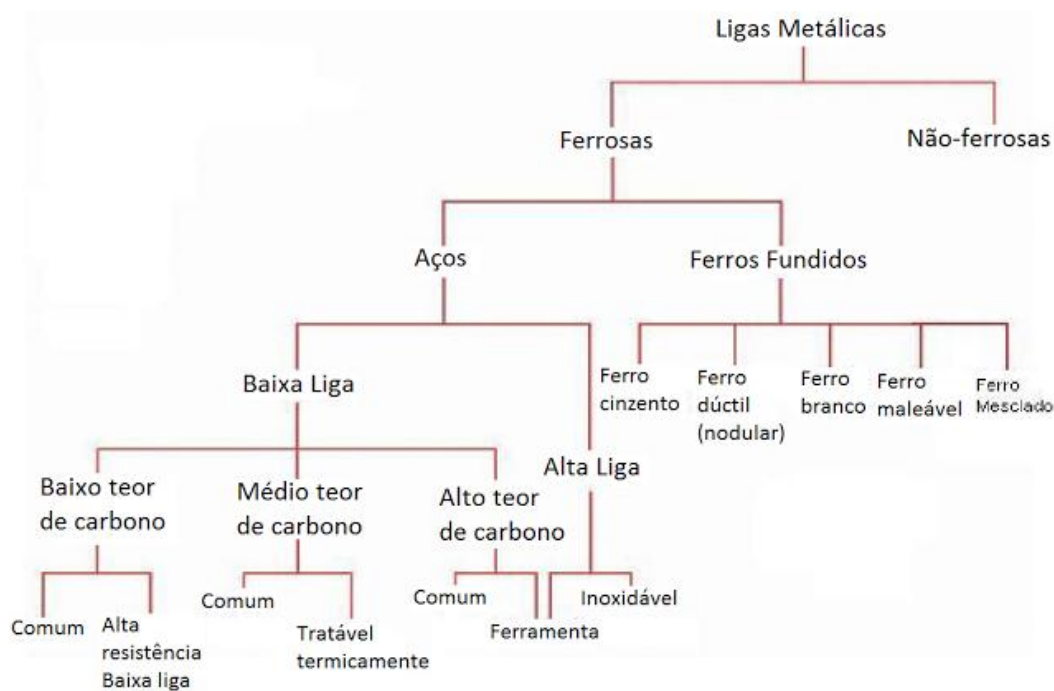 Ligas Metálicas
Ferrosas
Não-ferrosas
Aços
Ferros Fundidos
Baixa Liga
Ferro
cinzento
Ferro
dúctil
(nodular)
Ferro
branco
Ferro
maleável
Ferro
Mesclado
Alta Liga
Baixo teor
de carbono
Médio teor
de carbono
Alto teor
de carbono
Comum
Alta
resistência
Baixa liga
Comum
Tratável
termicamente
Comum
Ferramenta
Inoxidável